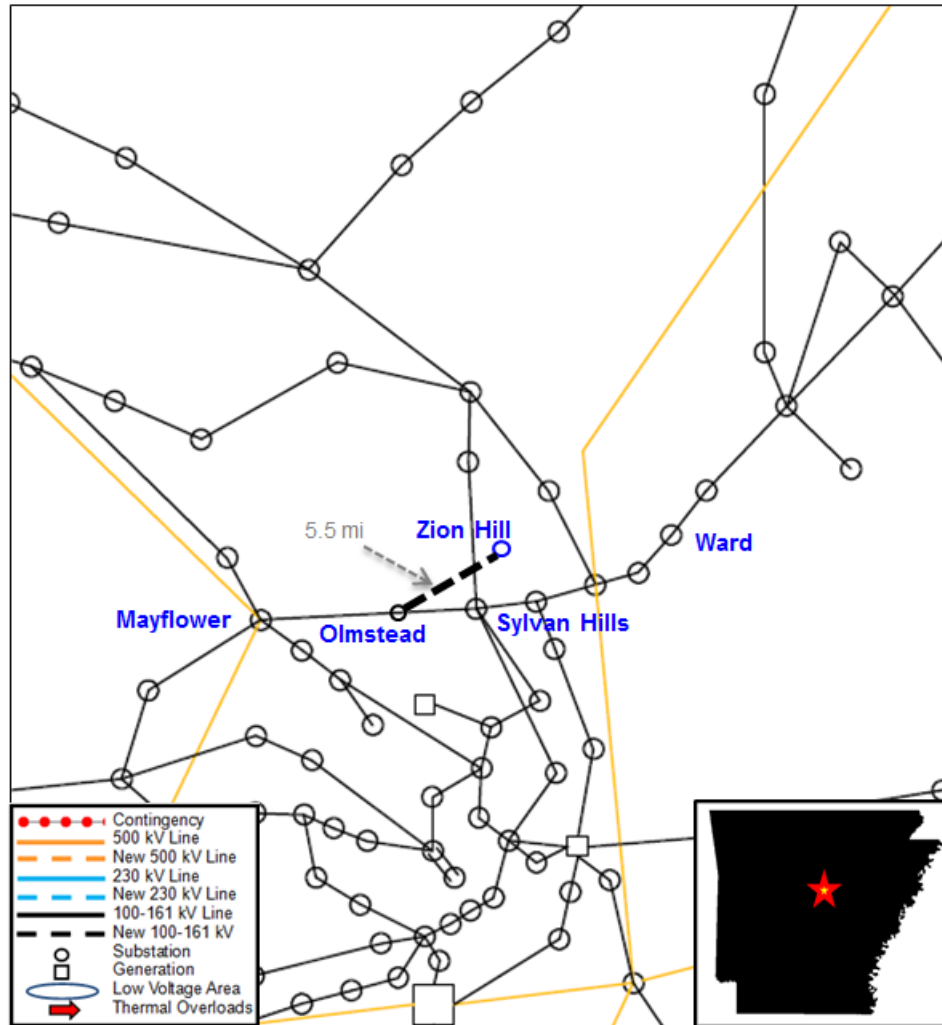 5.5 mi
Zion Hill
Ward
Mayflower
Olmstead
Sylvan Hills
Contingency
500 kV Line
New 500 kV Line
230 kV Line
New 230 kV Line
100-161 kV Line
New 100-161 kV
Substation
Generation
Low Voltage Area
Thermal Overloads